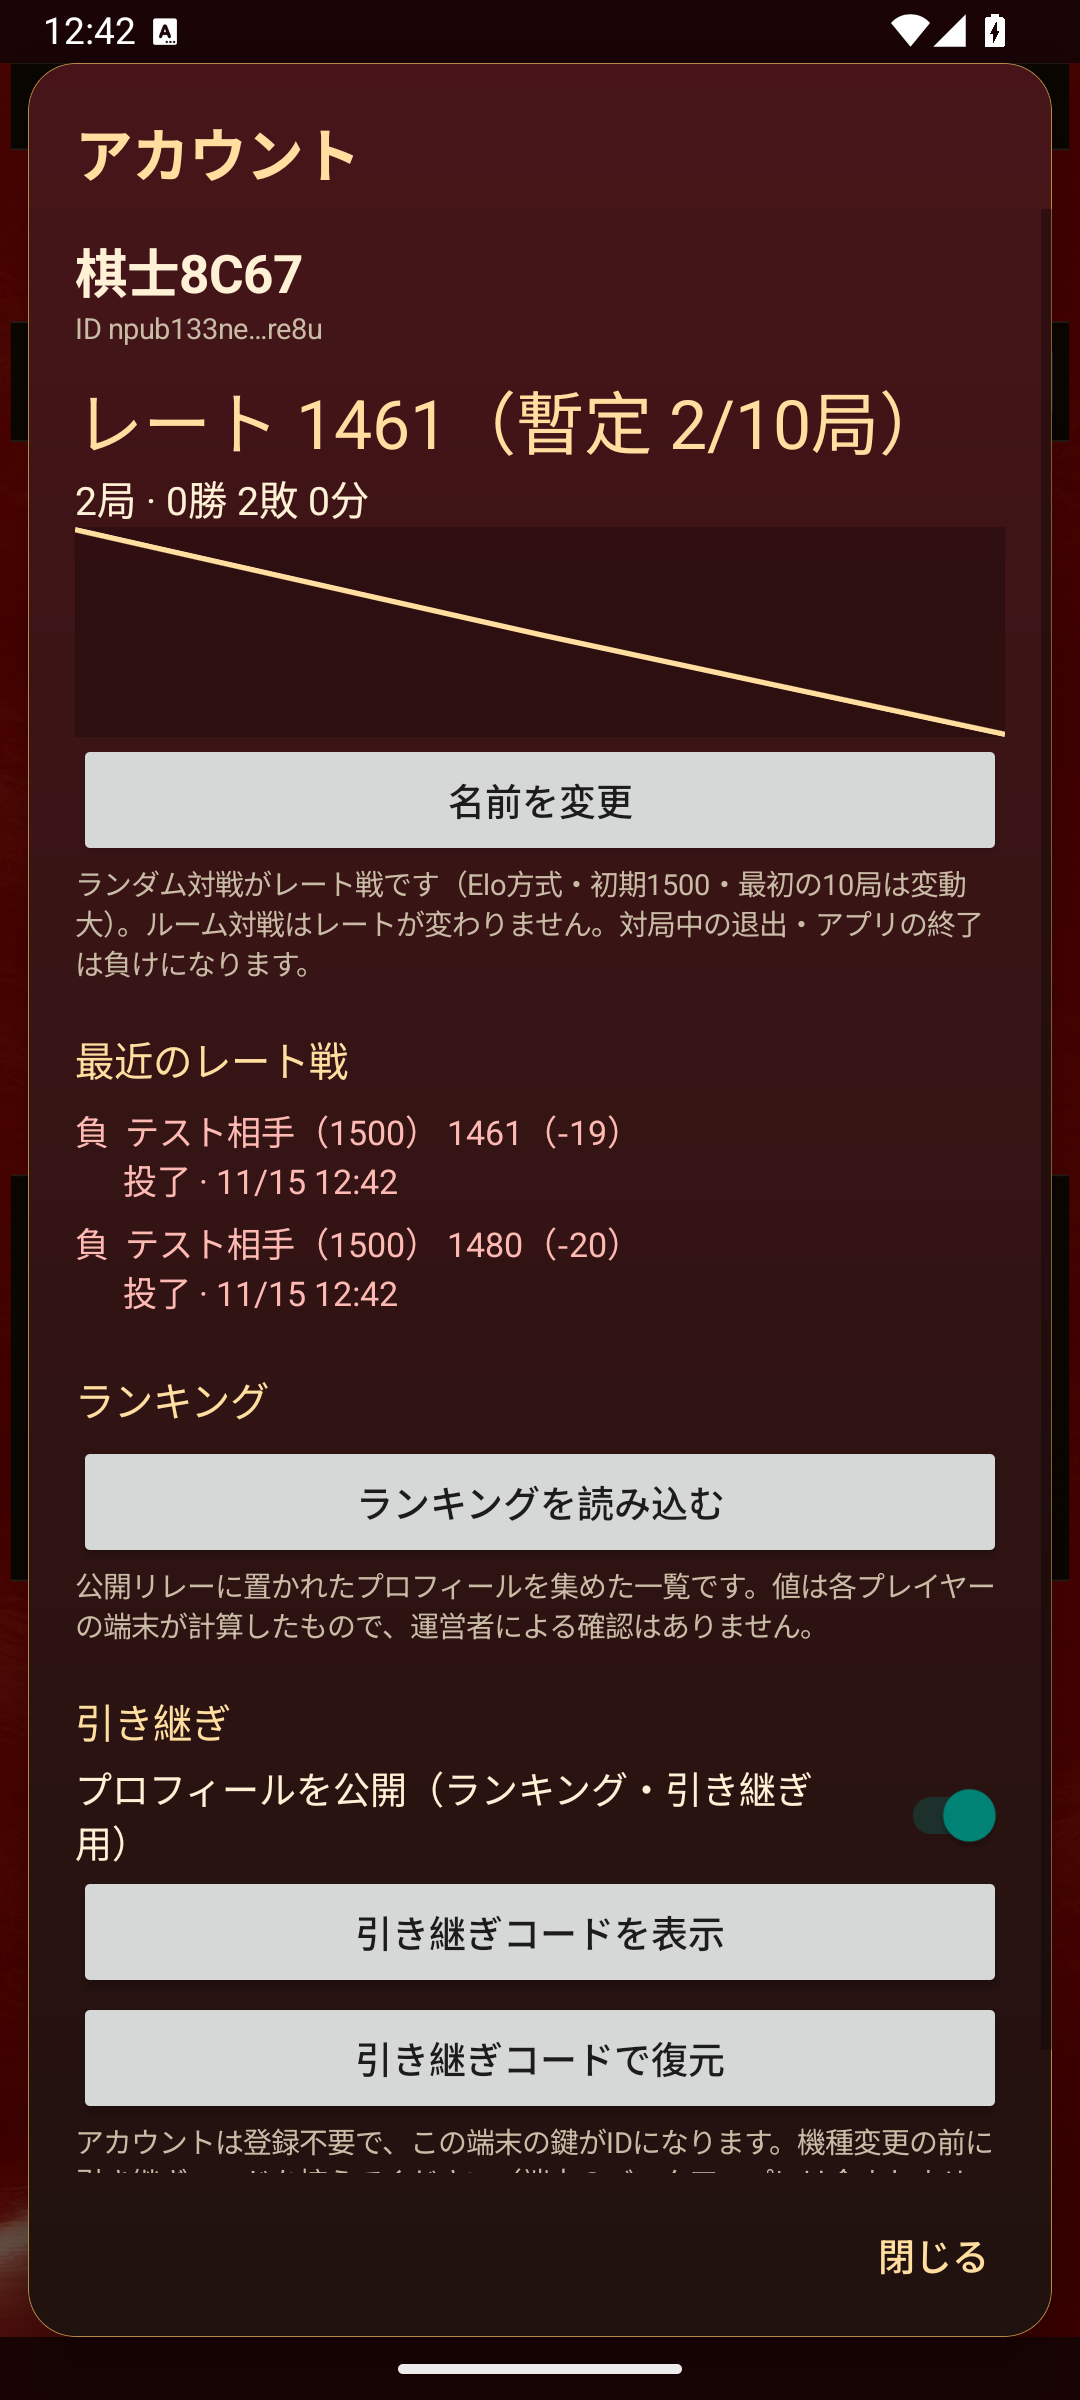 12:42
アカウント
棋士8C67
ID npub133ne...re8u
レート 1461（暫定 2/10局）
2局 · 0勝 2敗 0分
名前を変更
ランダム対戦がレート戦です（Elo方式・初期1500・最初の10局は変動
大）。ルーム対戦はレートが変わりません。対局中の退出・アプリの終了
は負けになります。
最近のレート戦
負 テスト相手（1500） 1461（-19）
投了 · 11/15 12:42
負 テスト相手（1500） 1480（-20）
投了 · 11/15 12:42
ランキング
ランキングを読み込む
公開リレーに置かれたプロフィールを集めた一覧です。値は各プレイヤー
の端末が計算したもので、運営者による確認はありません。
引き継ぎ
プロフィールを公開（ランキング・引き継ぎ
用）
引き継ぎコードを表示
引き継ぎコードで復元
アカウントは登録不要で、この端末の鍵がIDになります。機種変更の前に
閉じる